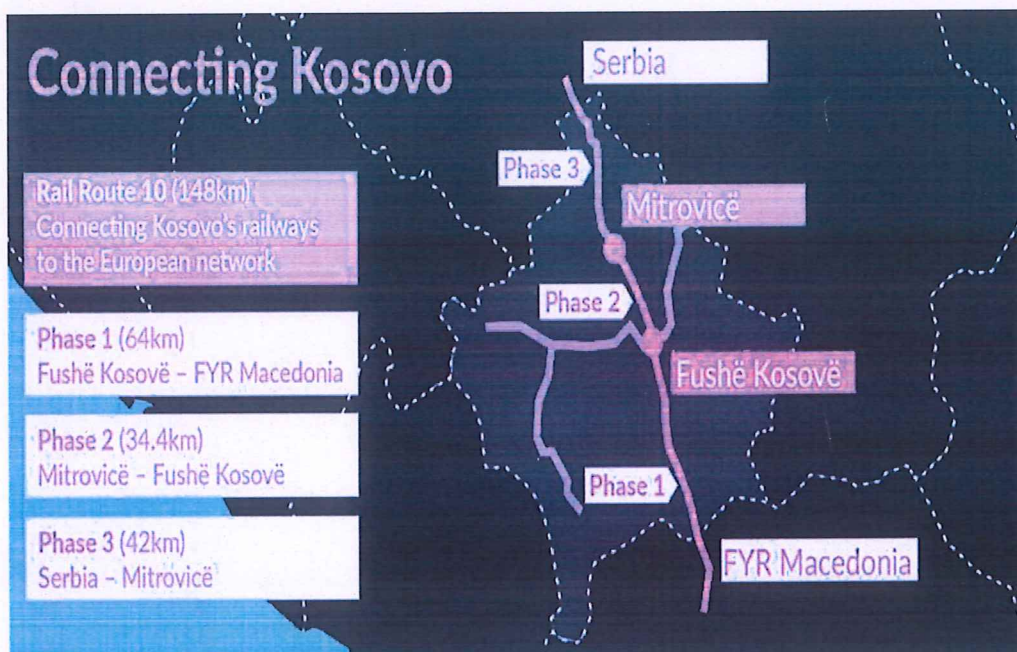 Connecting Kosovo
Rail Route 10 (148km)
Connecting Kosovo's railways
to the European network
Phase 1 (64km)
Fushë Kosovë – FYR Macedonia
Phase 2 (34.4km)
Mitrovicë – Fushë Kosovë
Phase 3 (42km)
Serbia – Mitrovicë
Serbia
Phase 3
Mitrovicë
Phase 2
Fushë Kosovë
Phase 1
FYR Macedonia